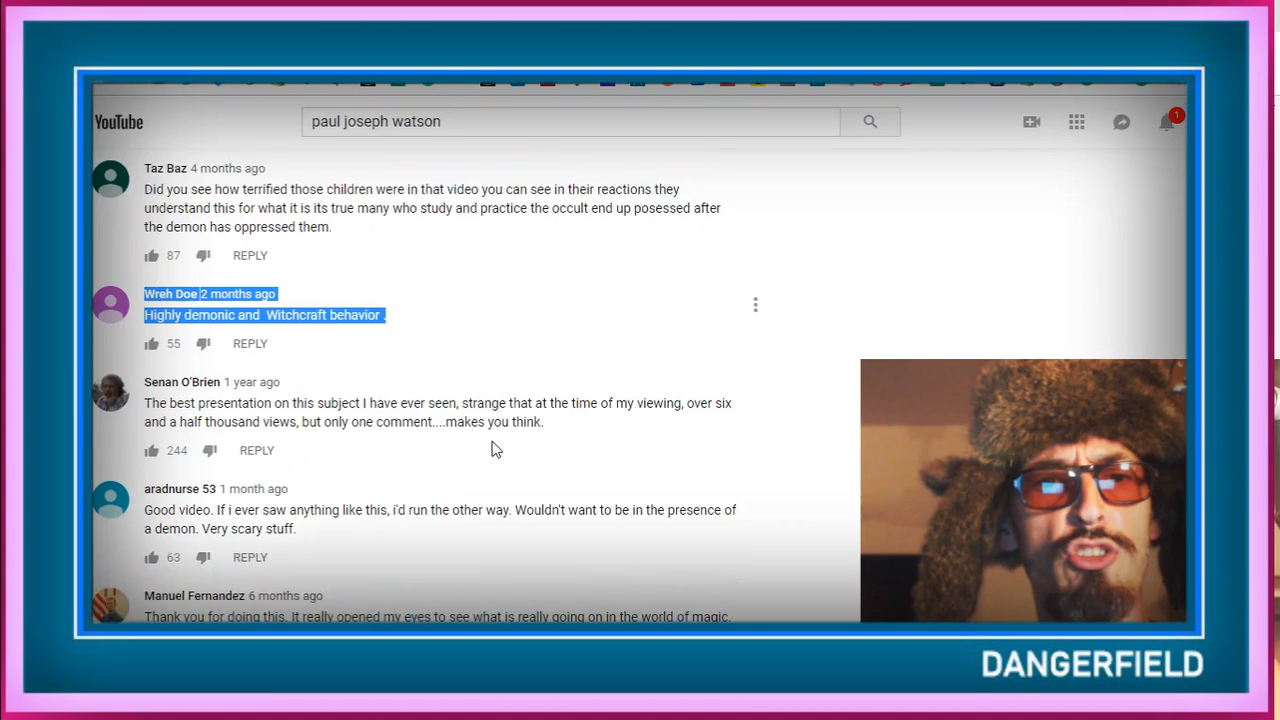 YouTube
paul joseph watson
1
Taz Baz 4 months ago
Did you see how terrified those children were in that video you can see in their reactions they
understand this for what it is its true many who study and practice the occult end up posessed after
the demon has oppressed them.
87 REPLY
Wreh Doe 2 months ago
Highly demonic and  Witchcraft behavior .
55 REPLY
Senan O'Brien 1 year ago
The best presentation on this subject I have ever seen, strange that at the time of my viewing, over six
and a half thousand views, but only one comment....makes you think.
244 REPLY
aradnurse 53 1 month ago
Good video. If i ever saw anything like this, i'd run the other way. Wouldn't want to be in the presence of
a demon. Very scary stuff.
63 REPLY
Manuel Fernandez 6 months ago
Thank you for doing this. It really opened my eyes to see what is really going on in the world of magic.
DANGERFIELD